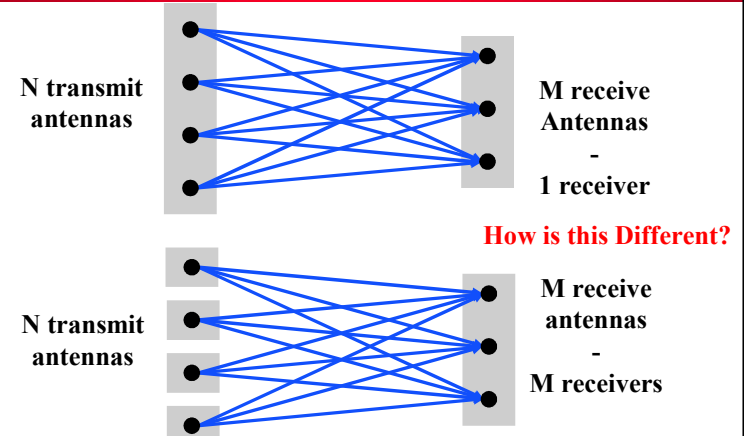 N transmit
antennas
M receive
Antennas
-
1 receiver
How is this Different?
N transmit
antennas
M receive
antennas
-
M receivers